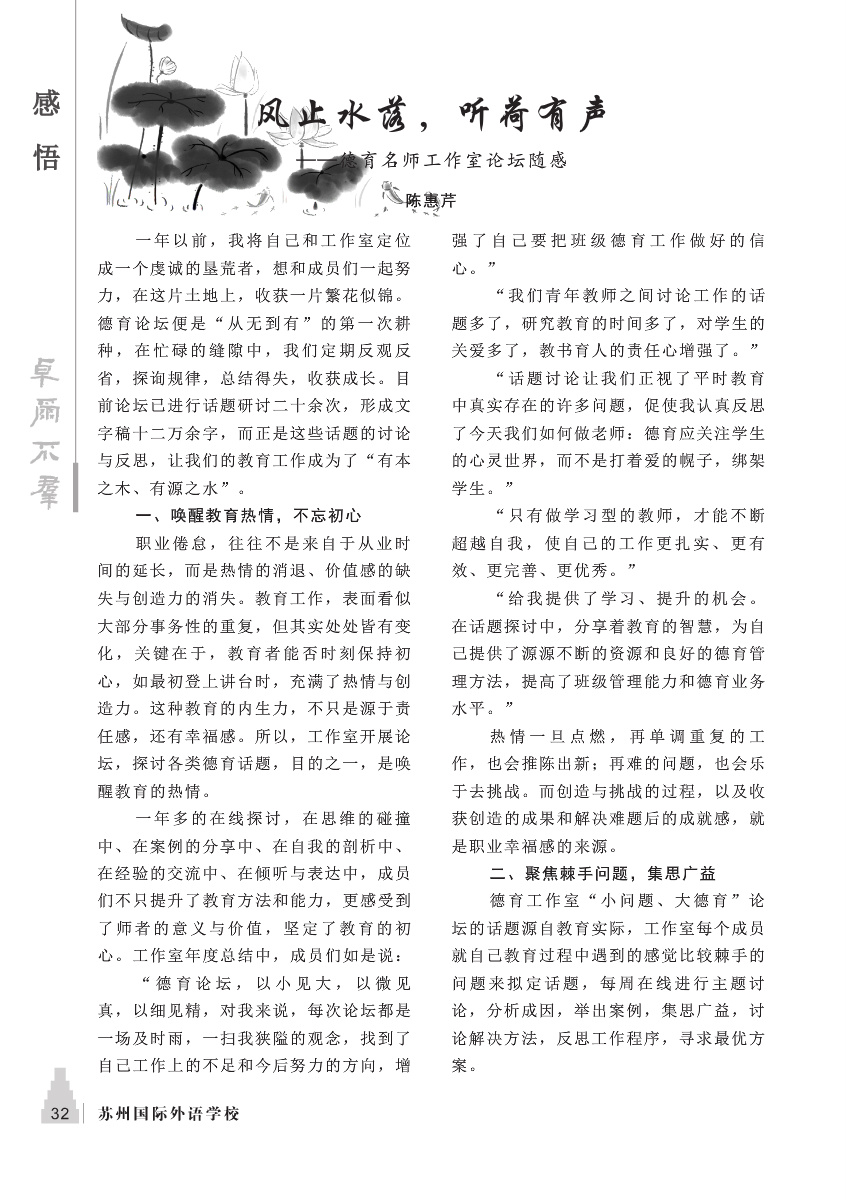 感
悟
风止水落，听荷有声
——德育名师工作室论坛随感
陈惠芹
一年以前，我将自己和工作室定位
成一个虔诚的垦荒者，想和成员们一起努
力，在这片土地上，收获一片繁花似锦。
德育论坛便是“从无到有”的第一次耕
种，在忙碌的缝隙中，我们定期反观反
省，探询规律，总结得失，收获成长。目
前论坛已进行话题研讨二十余次，形成文
字稿十二万余字，而正是这些话题的讨论
与反思，让我们的教育工作成为了“有本
之木、有源之水”。
一、唤醒教育热情，不忘初心
职业倦怠，往往不是来自于从业时
间的延长，而是热情的消退、价值感的缺
失与创造力的消失。教育工作，表面看似
大部分事务性的重复，但其实处处皆有变
化，关键在于，教育者能否时刻保持初
心，如最初登上讲台时，充满了热情与创
造力。这种教育的内生力，不只是源于责
任感，还有幸福感。所以，工作室开展论
坛，探讨各类德育话题，目的之一，是唤
醒教育的热情。
一年多的在线探讨，在思维的碰撞
中、在案例的分享中、在自我的剖析中、
在经验的交流中、在倾听与表达中，成员
们不只提升了教育方法和能力，更感受到
了师者的意义与价值，坚定了教育的初
心。工作室年度总结中，成员们如是说：
“德育论坛，以小见大，以微见
真，以细见精，对我来说，每次论坛都是
一场及时雨，一扫我狭隘的观念，找到了
自己工作上的不足和今后努力的方向，增
强了自己要把班级德育工作做好的信
心。”
“我们青年教师之间讨论工作的话
题多了，研究教育的时间多了，对学生的
关爱多了，教书育人的责任心增强了。”
“话题讨论让我们正视了平时教育
中真实存在的许多问题，促使我认真反思
了今天我们如何做老师：德育应关注学生
的心灵世界，而不是打着爱的幌子，绑架
学生。”
“只有做学习型的教师，才能不断
超越自我，使自己的工作更扎实、更有
效、更完善、更优秀。”
“给我提供了学习、提升的机会。
在话题探讨中，分享着教育的智慧，为自
己提供了源源不断的资源和良好的德育管
理方法，提高了班级管理能力和德育业务
水平。”
热情一旦点燃，再单调重复的工
作，也会推陈出新；再难的问题，也会乐
于去挑战。而创造与挑战的过程，以及收
获创造的成果和解决难题后的成就感，就
是职业幸福感的来源。
二、聚焦棘手问题，集思广益
德育工作室“小问题、大德育”论
坛的话题源自教育实际，工作室每个成员
就自己教育过程中遇到的感觉比较棘手的
问题来拟定话题，每周在线进行主题讨
论，分析成因，举出案例，集思广益，讨
论解决方法，反思工作程序，寻求最优方
案。
卓
尔
不
群
32
苏州国际外语学校